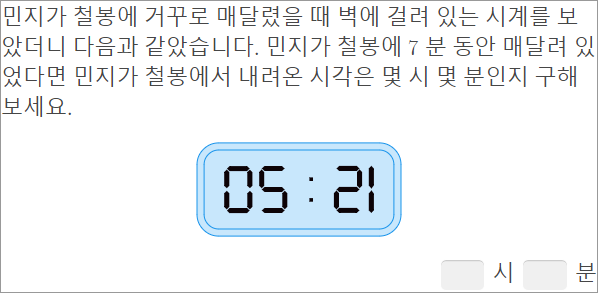 민지가 철봉에 거꾸로 매달렸을 때 벽에 걸려 있는 시계를 보
았더니 다음과 같았습니다. 민지가 철봉에 7 분 동안 매달려 있
었다면 민지가 철봉에서 내려온 시각은 몇 시 몇 분인지 구해
보세요.
05 : 21
시 분